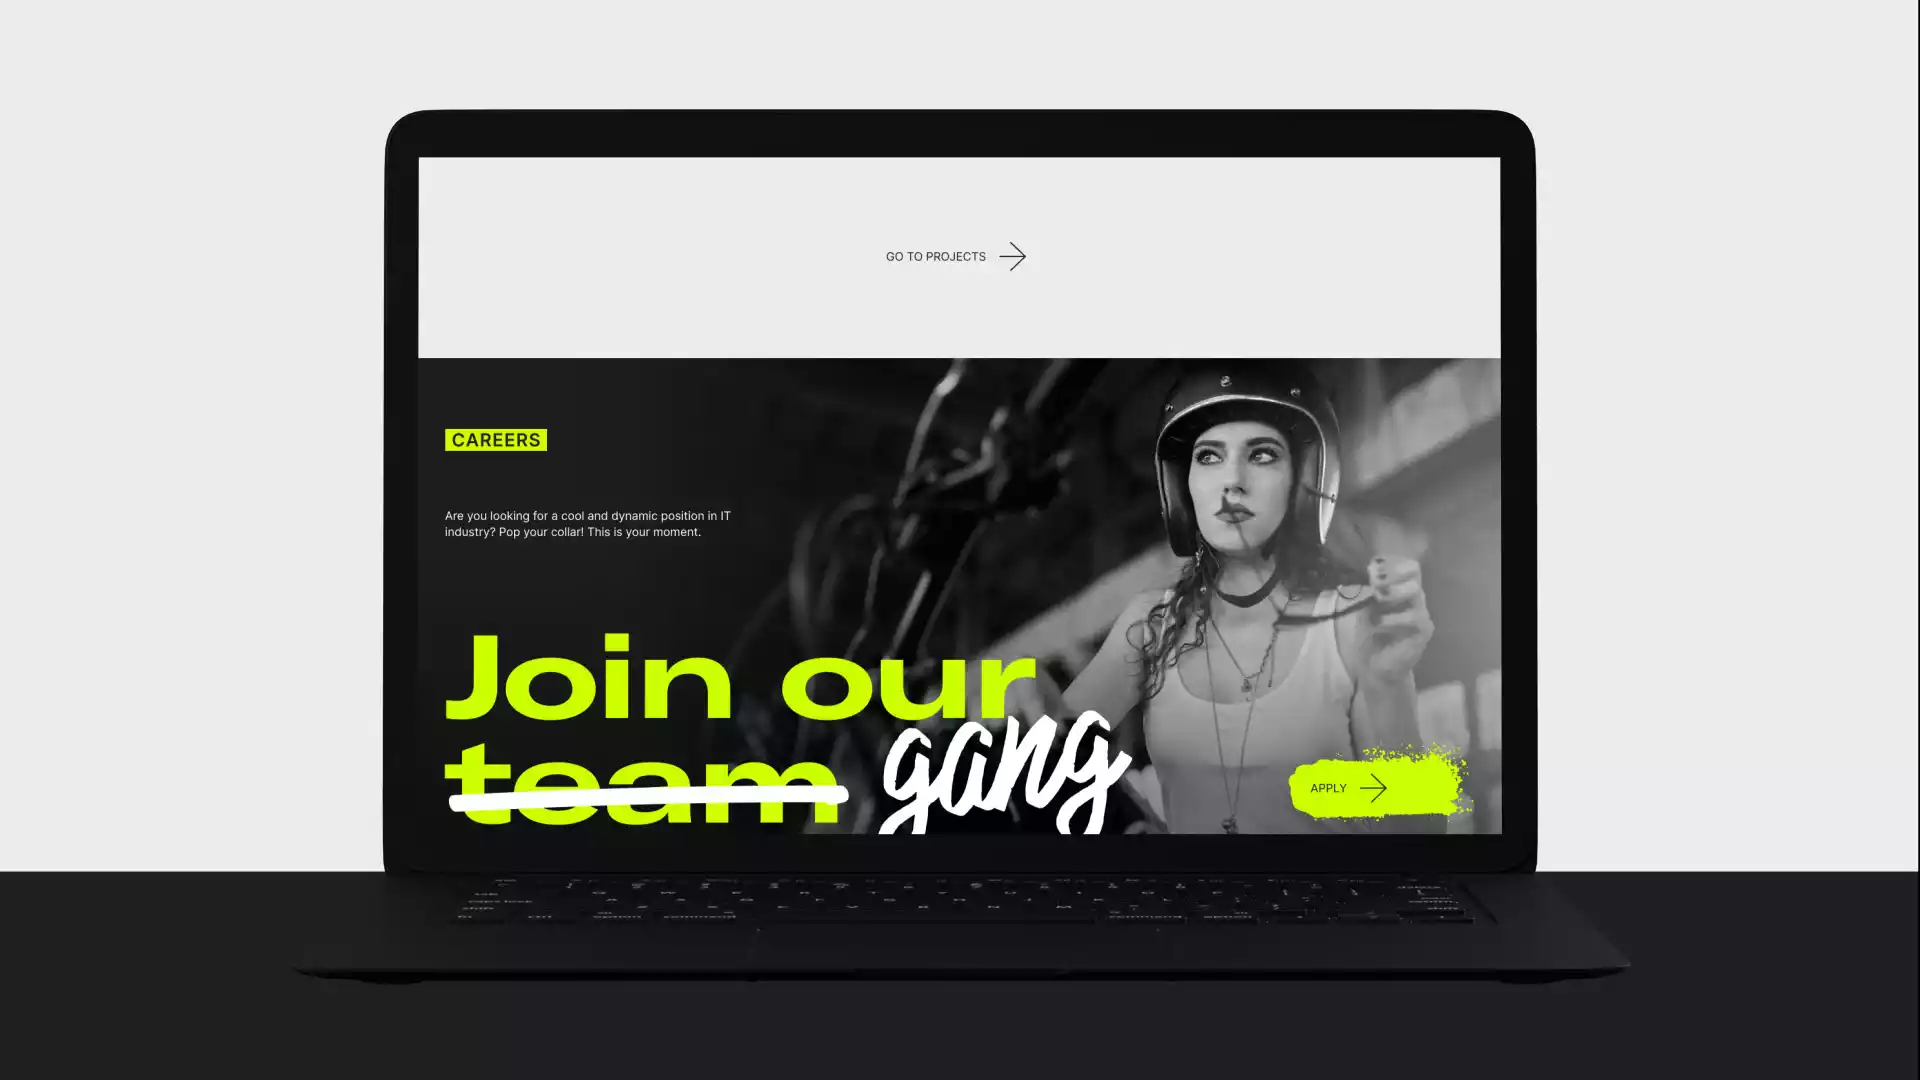 GO TO PROJECTS
CAREERS
Are you looking for a cool and dynamic position in IT
industry? Pop your collar! This is your moment.
Join our
team gang
APPLY